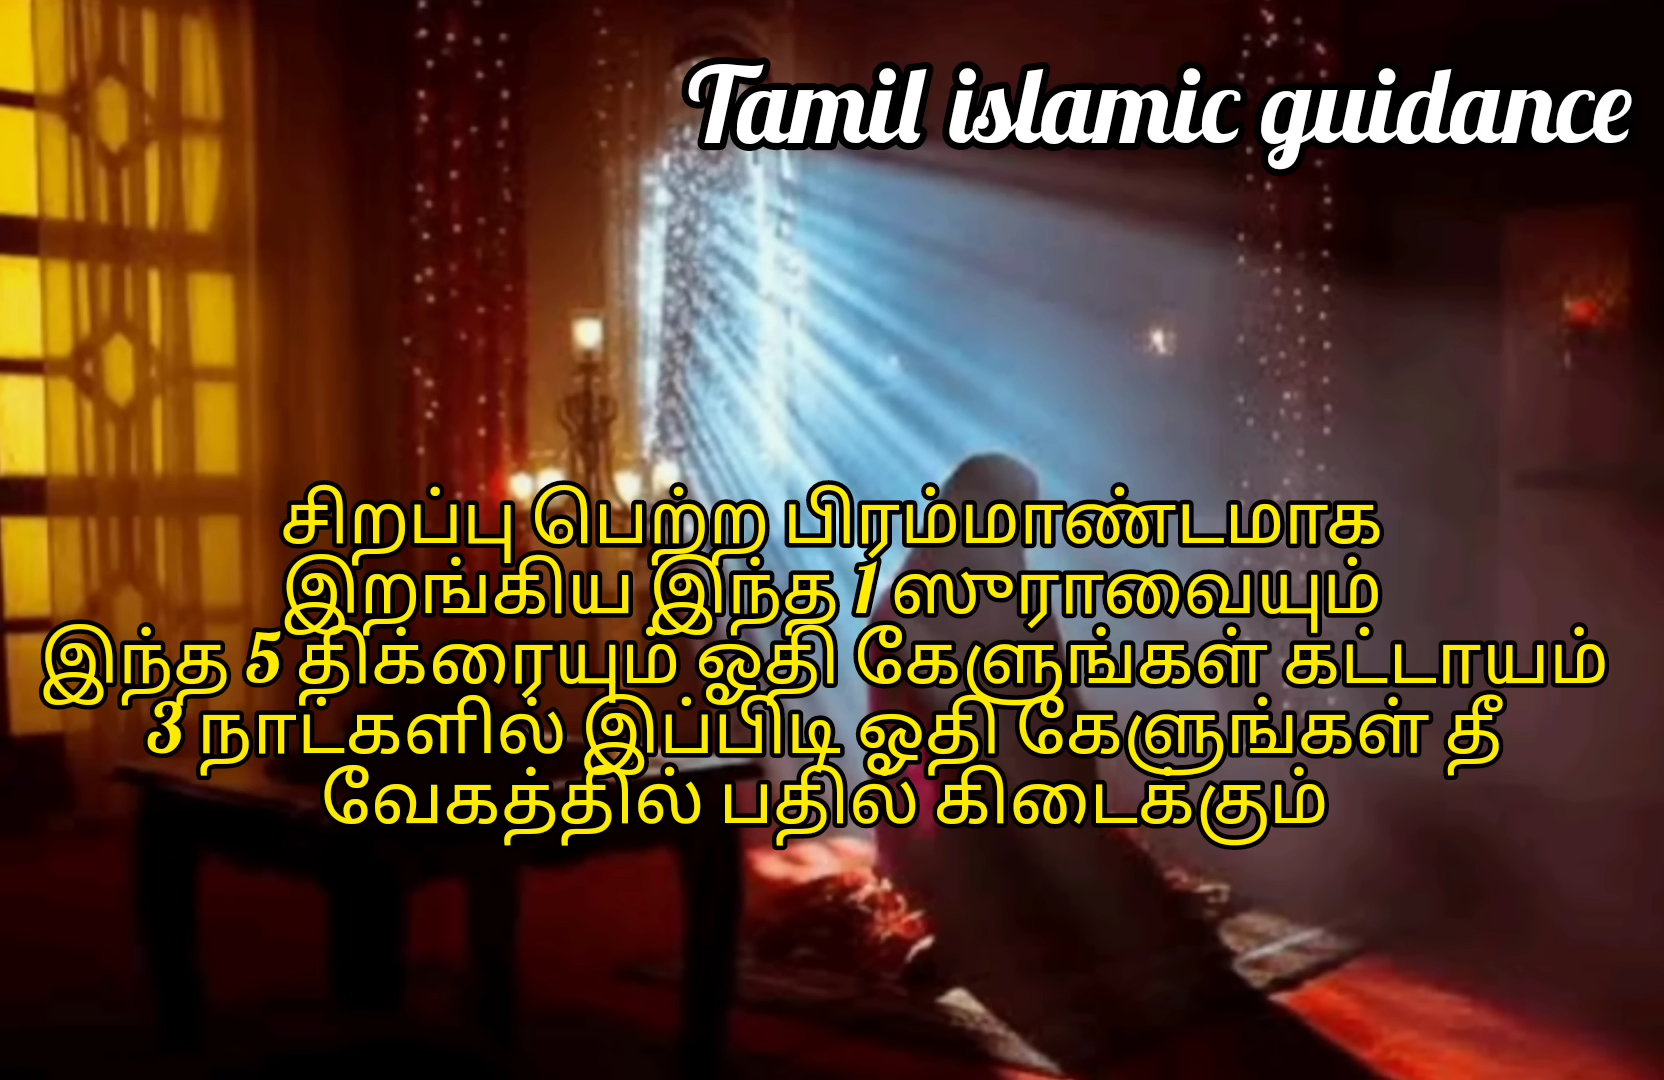 Tamil islamic guidance
சிறப்பு பெற்ற பிரம்மாண்டமாக
இறங்கிய இந்த 1 ஸுராவையும்
இந்த 5 திக்ரையும் ஓதி கேளுங்கள் கட்டாயம்
3 நாட்களில் இப்பிடி ஓதி கேளுங்கள் தீ
வேகத்தில் பதில் கிடைக்கும்